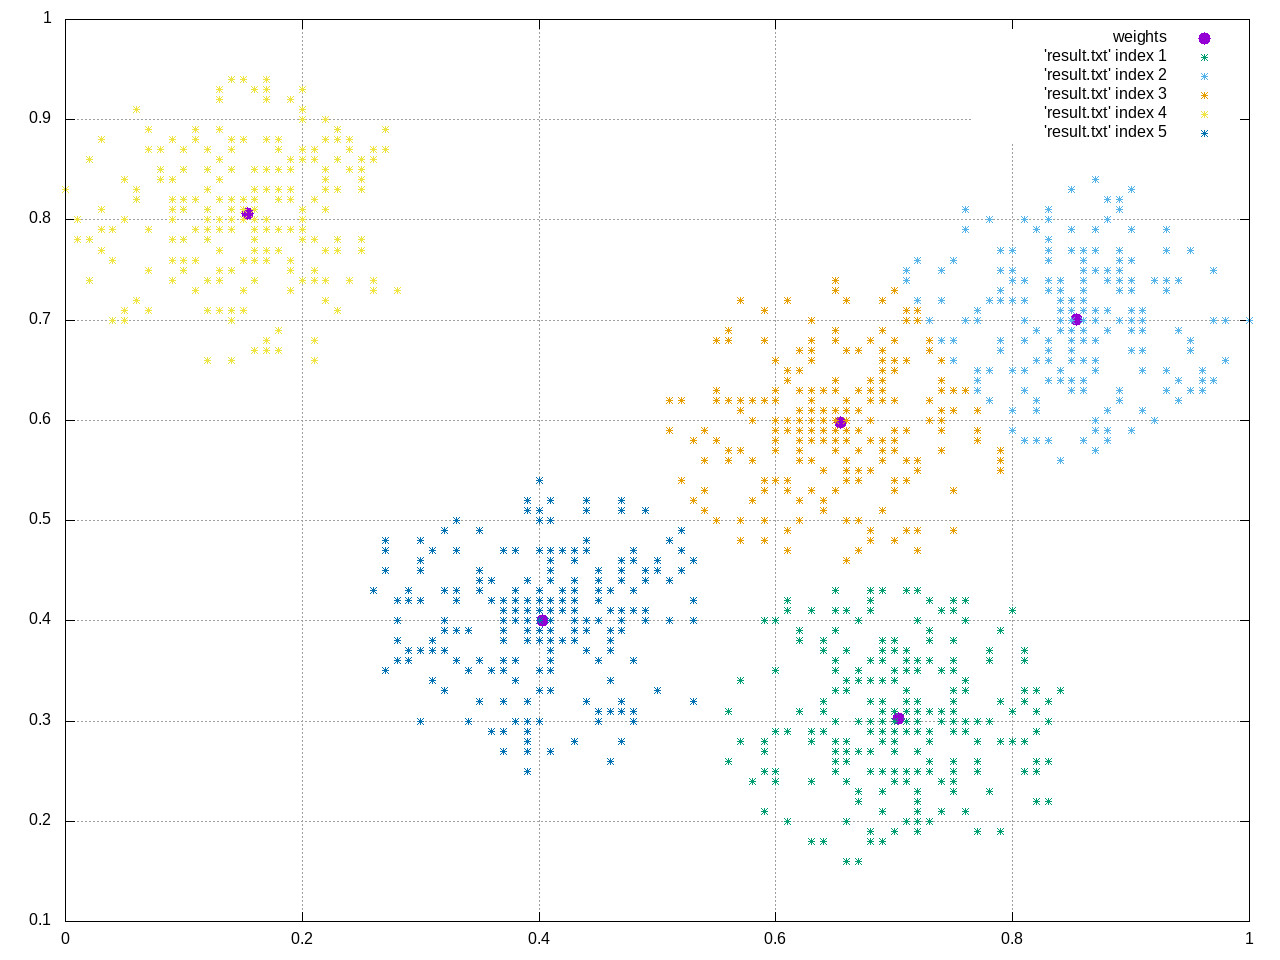 1
0.9
0.8
0.7
0.6
0.5
0.4
0.3
0.2
0.1
0 0.2 0.4 0.6 0.8 1
weights
'result.txt' index 1
'result.txt' index 2
'result.txt' index 3
'result.txt' index 4
'result.txt' index 5